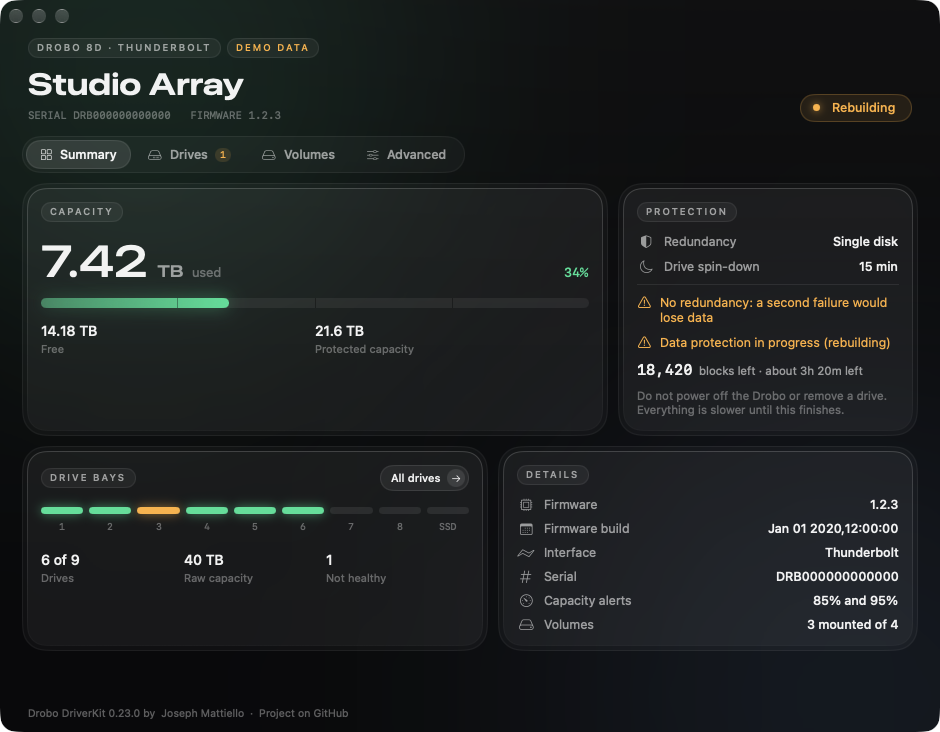 DROBO 8D · THUNDERBOLT
DEMO DATA
Studio Array
SERIAL DRB000000000000 FIRMWARE 1.2.3
Rebuilding
Summary
Drives 1
Volumes
Advanced
CAPACITY
7.42 TB used
34%
14.18 TB
Free
21.6 TB
Protected capacity
PROTECTION
Redundancy Single disk
Drive spin-down 15 min
No redundancy: a second failure would
lose data
Data protection in progress (rebuilding)
18,420 blocks left · about 3h 20m left
Do not power off the Drobo or remove a drive.
Everything is slower until this finishes.
DRIVE BAYS
All drives →
1 2 3 4 5 6 7 8 SSD
6 of 9
Drives
40 TB
Raw capacity
1
Not healthy
DETAILS
Firmware 1.2.3
Firmware build Jan 01 2020,12:00:00
Interface Thunderbolt
Serial DRB000000000000
Capacity alerts 85% and 95%
Volumes 3 mounted of 4
Drobo DriverKit 0.23.0 by Joseph Mattiello · Project on GitHub